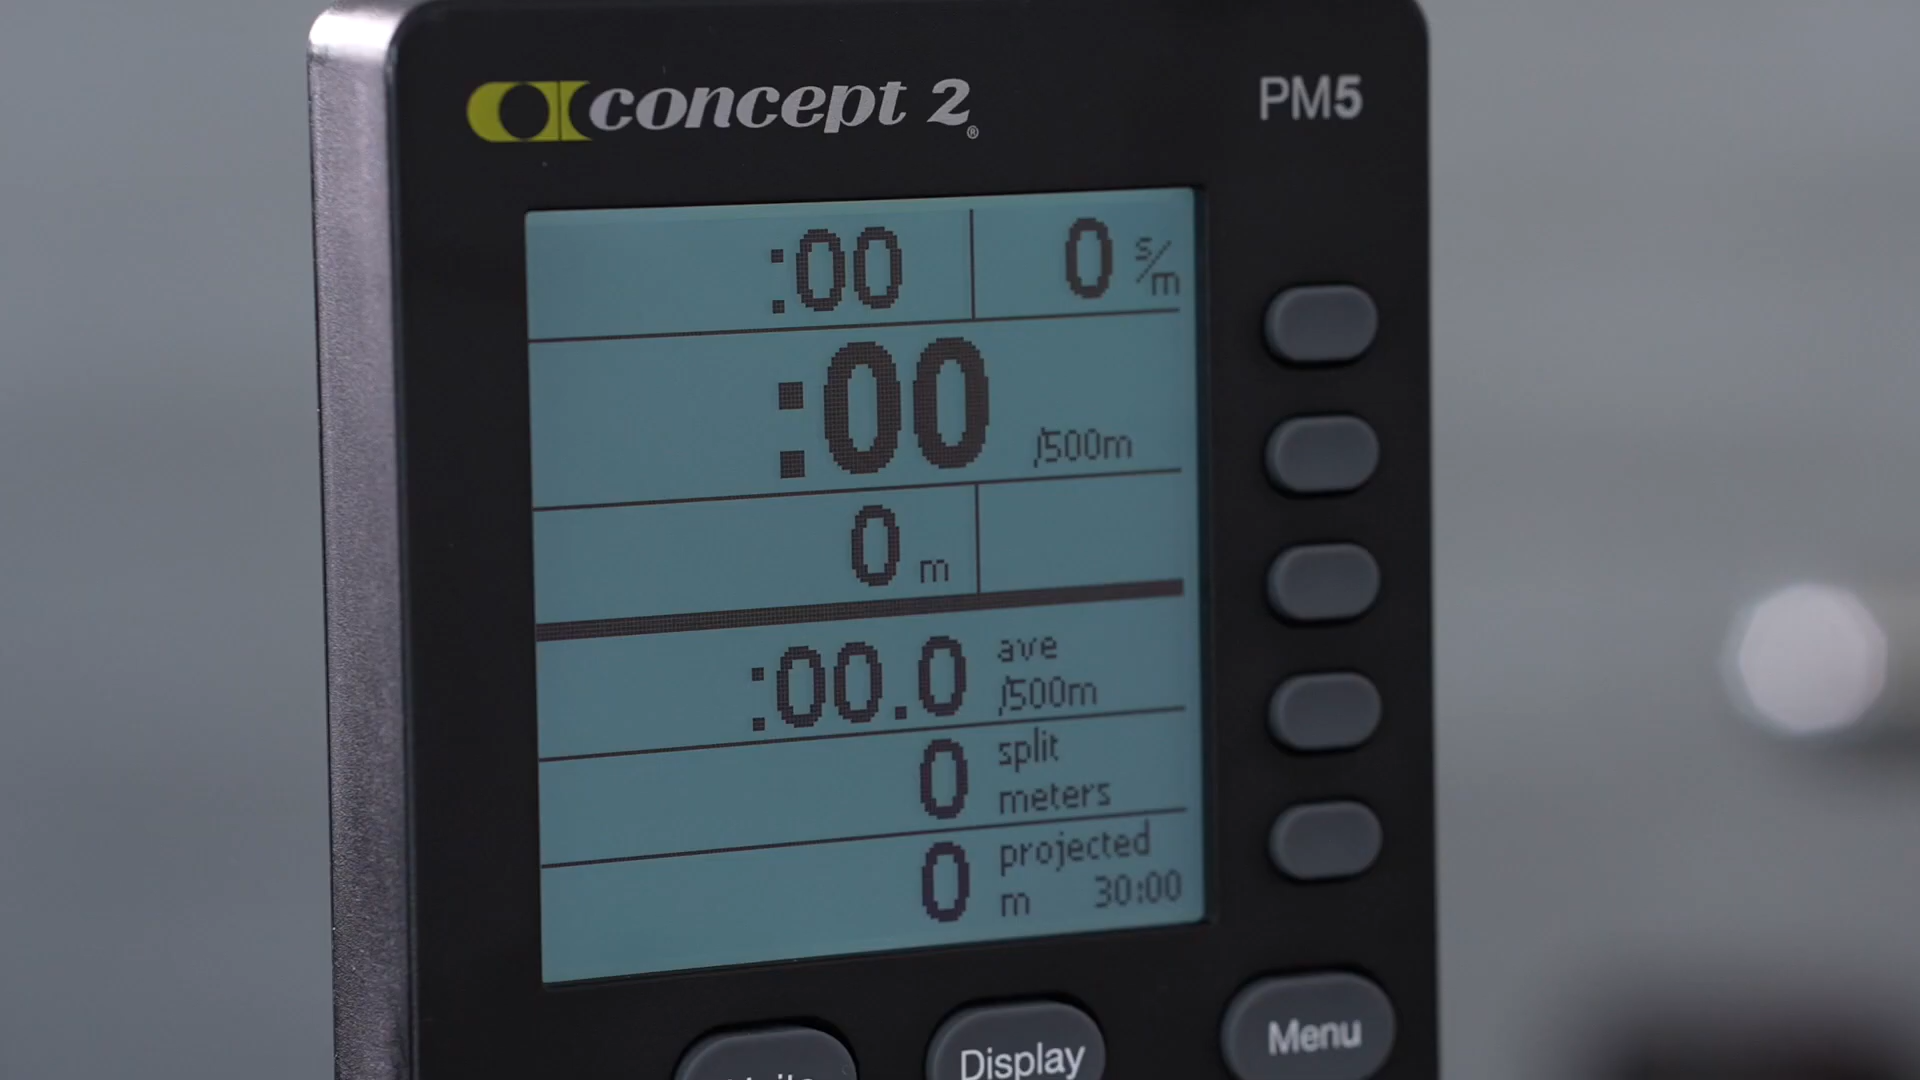 concept 2®
PM5
:00 0 s/m
:00 /500m
0 m
:00.0 ave /500m
0 split meters
0 projected m 30:00
Display
Menu